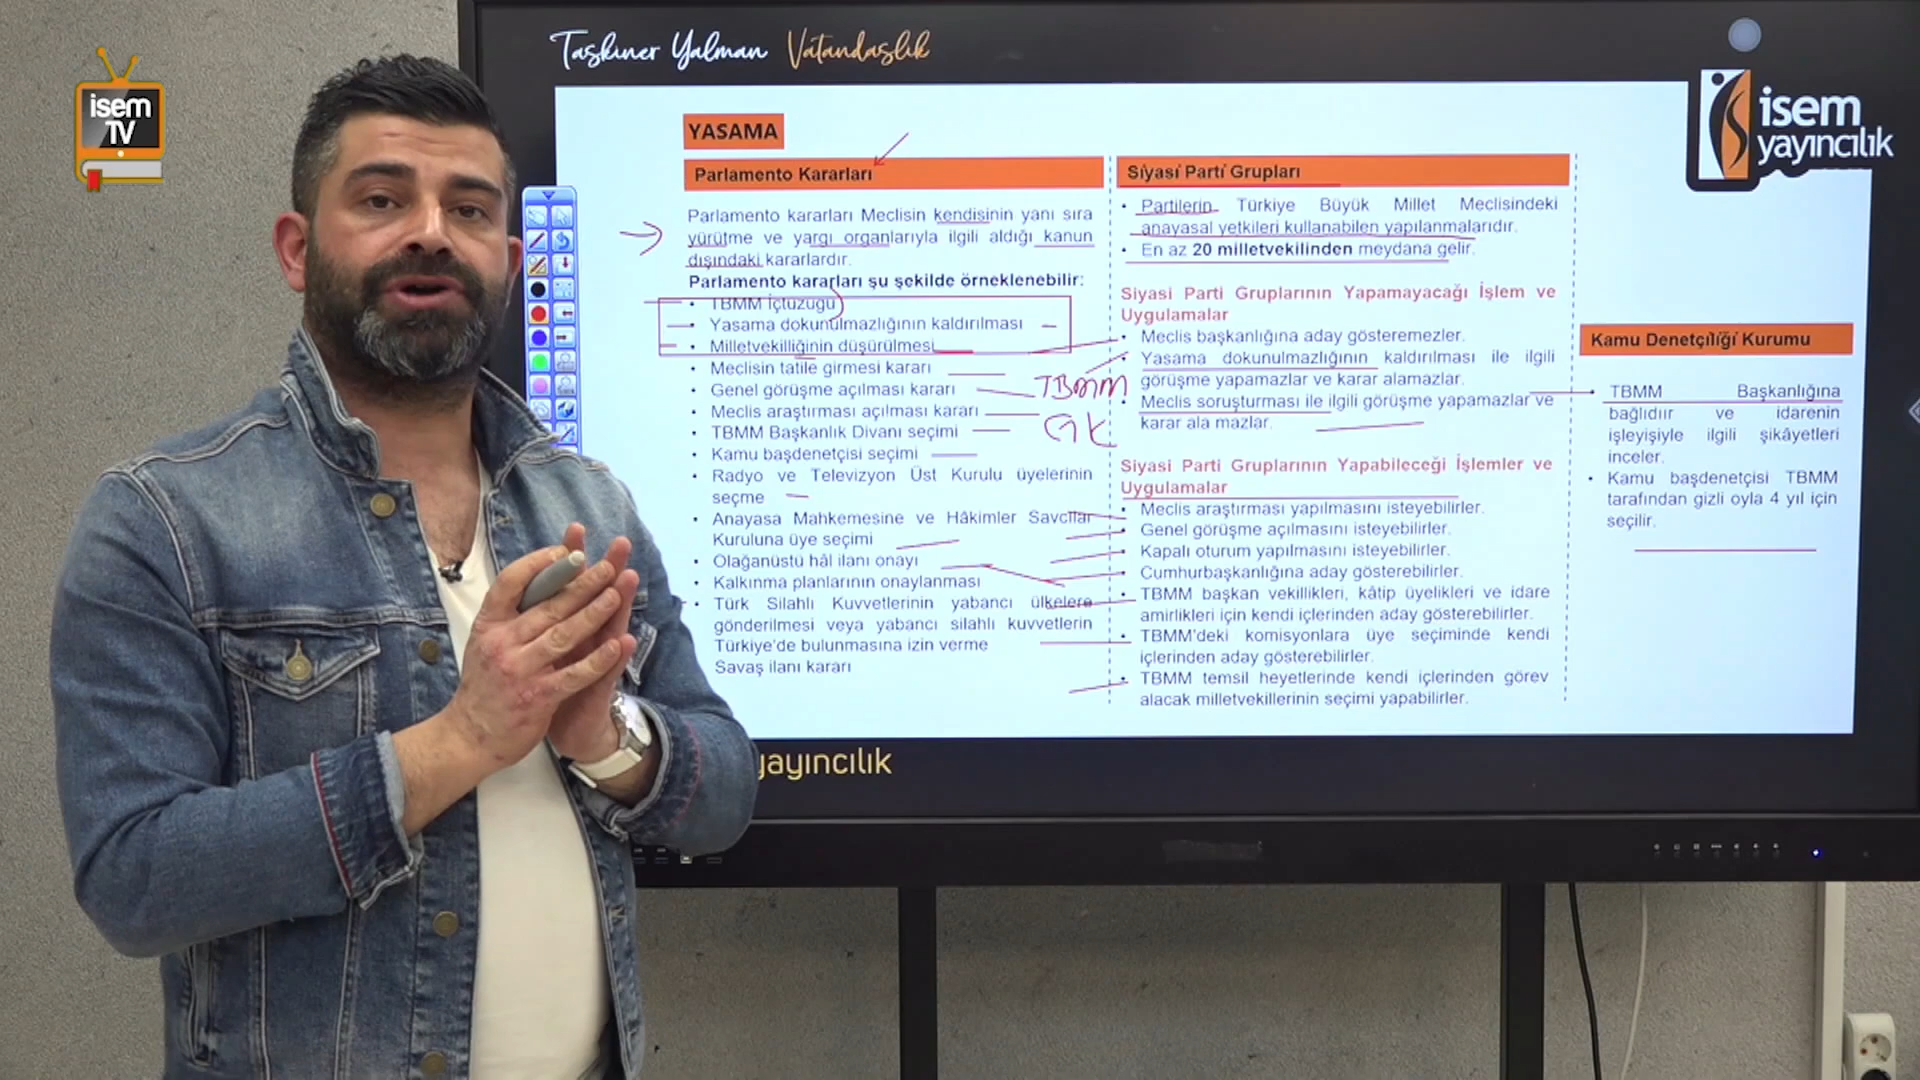 isem
TV
Taşkıner Yalman Vatandaşlık
isem
yayıncılık
YASAMA
Parlamento Kararları
Parlamento kararları Meclisin kendisinin yanı sıra
yürütme ve yargı organlarıyla ilgili aldığı kanun
dışındaki kararlardır.
Parlamento kararları şu şekilde örneklenebilir:
• TBMM İçtüzüğü
• Yasama dokunulmazlığının kaldırılması
• Milletvekilliğinin düşürülmesi
• Meclisin tatile girmesi kararı
• Genel görüşme açılması kararı
• Meclis araştırması açılması kararı
• TBMM Başkanlık Divanı seçimi
• Kamu başdenetçisi seçimi
• Radyo ve Televizyon Üst Kurulu üyelerinin
seçme
• Anayasa Mahkemesine ve Hâkimler Savcılar
Kuruluna üye seçimi
• Olağanüstü hâl ilanı onayı
• Kalkınma planlarının onaylanması
• Türk Silahlı Kuvvetlerinin yabancı ülkelere
gönderilmesi veya yabancı silahlı kuvvetlerin
Türkiye'de bulunmasına izin verme
Savaş ilanı kararı
TBMM
GK
Siyasi Parti Grupları
• Partilerin Türkiye Büyük Millet Meclisindeki
anayasal yetkileri kullanabilen yapılanmalarıdır.
• En az 20 milletvekilinden meydana gelir.
Siyasi Parti Gruplarının Yapamayacağı İşlem ve
Uygulamalar
• Meclis başkanlığına aday gösteremezler.
• Yasama dokunulmazlığının kaldırılması ile ilgili
görüşme yapamazlar ve karar alamazlar.
• Meclis soruşturması ile ilgili görüşme yapamazlar ve
karar ala mazlar.
Siyasi Parti Gruplarının Yapabileceği İşlemler ve
Uygulamalar
• Meclis araştırması yapılmasını isteyebilirler.
• Genel görüşme açılmasını isteyebilirler.
• Kapalı oturum yapılmasını isteyebilirler.
• Cumhurbaşkanlığına aday gösterebilirler.
• TBMM başkan vekillikleri, kâtip üyelikleri ve idare
amirlikleri için kendi içlerinden aday gösterebilirler.
• TBMM'deki komisyonlara üye seçiminde kendi
içlerinden aday gösterebilirler.
• TBMM temsil heyetlerinde kendi içlerinden görev
alacak milletvekillerinin seçimi yapabilirler.
Kamu Denetçiliği Kurumu
• TBMM Başkanlığına
bağlıdıır ve idarenin
işleyişiyle ilgili şikâyetleri
inceler.
• Kamu başdenetçisi TBMM
tarafından gizli oyla 4 yıl için
seçilir.
yayıncılık